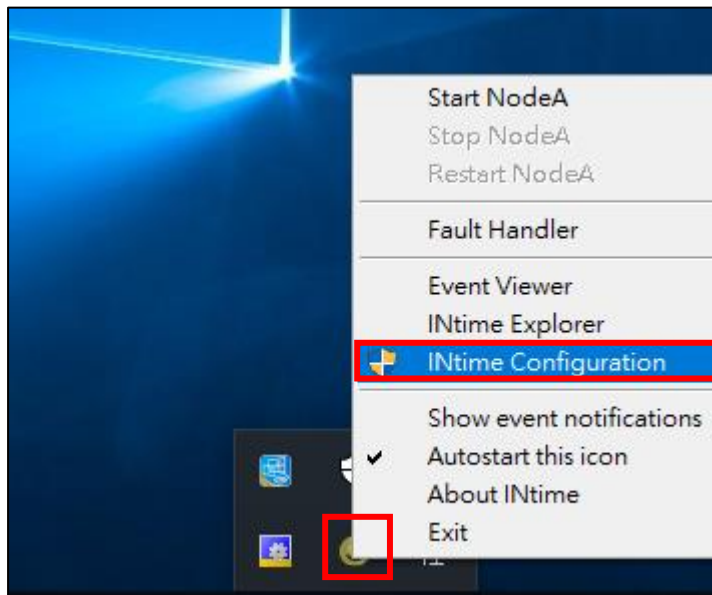 Start NodeA
Stop NodeA
Restart NodeA
Fault Handler
Event Viewer
INtime Explorer
INtime Configuration
Show event notifications
Autostart this icon
About INtime
Exit